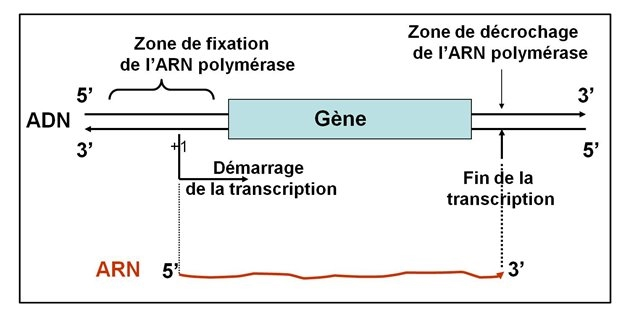 Zone de fixation
de l'ARN polymérase
Zone de décrochage
de l'ARN polymérase
5'
3'
ADN
Gène
3'
5'
+1
Démarrage
de la transcription
Fin de la
transcription
ARN
5'
3'